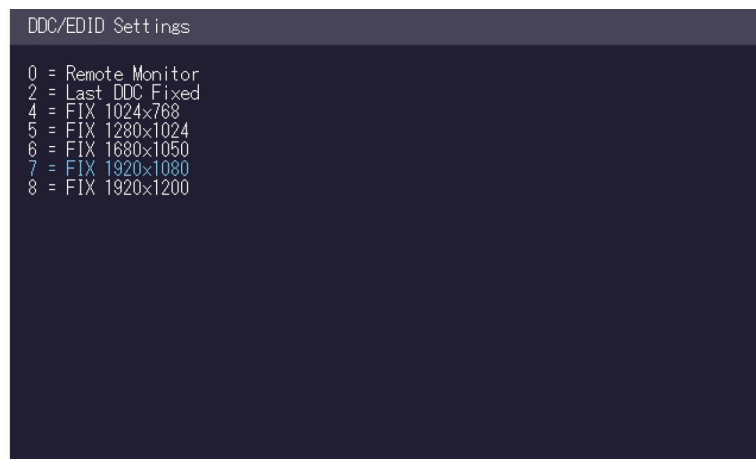 DDC/EDID Settings
0 = Remote Monitor
2 = Last DDC Fixed
4 = FIX 1024x768
5 = FIX 1280x1024
6 = FIX 1680x1050
7 = FIX 1920x1080
8 = FIX 1920x1200